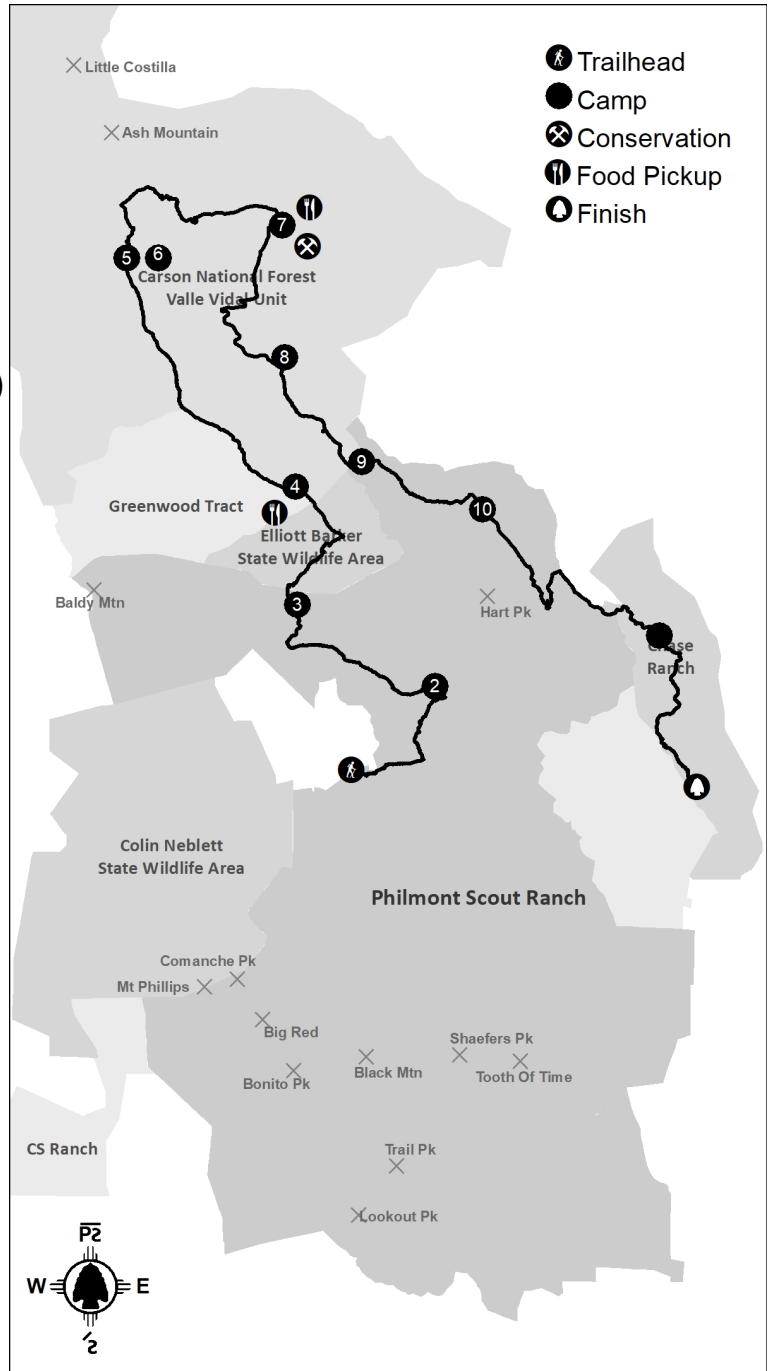 Little Costilla
Ash Mountain
Trailhead
Camp
Conservation
Food Pickup
Finish
7
5
6
Carson National Forest
Valle Vidal Unit
8
9
4
10
Greenwood Tract
Elliott Barker
State Wildlife Area
Baldy Mtn
3
Hart Pk
Chase
Ranch
2
Colin Neblett
State Wildlife Area
Philmont Scout Ranch
Comanche Pk
Mt Phillips
Big Red
Bonito Pk
Black Mtn
Shaefers Pk
Tooth Of Time
CS Ranch
Trail Pk
Lookout Pk
W
E